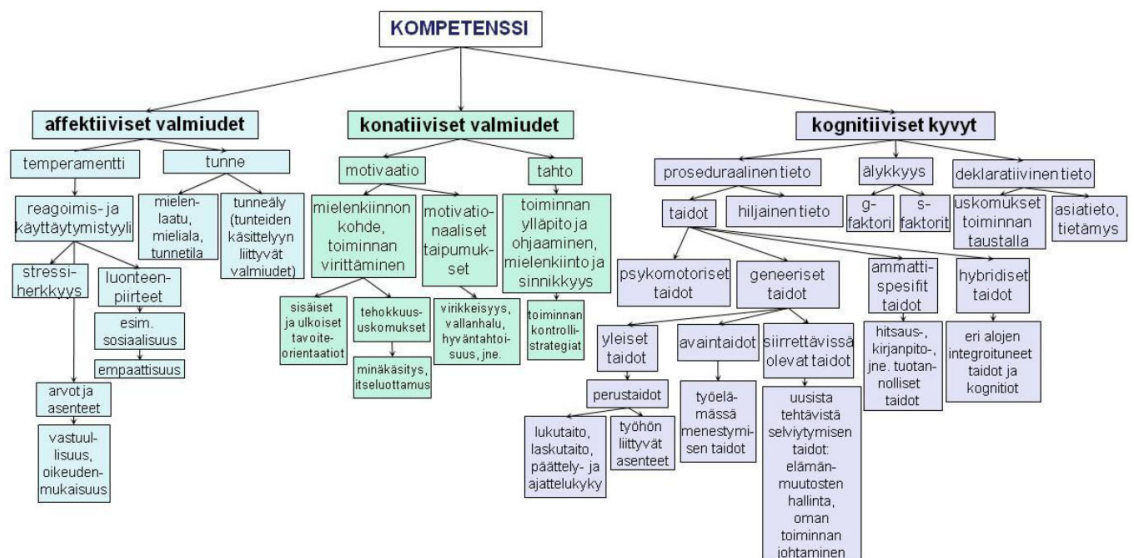 KOMPETENSSI
affektiiviset valmiudet
konatiiviset valmiudet
kognitiiviset kyvyt
temperamentti
tunne
motivaatio
tahto
proseduraalinen tieto
älykkyys
deklaratiivinen tieto
reagoimis- ja
käyttäytymistyyli
mielen-
laatu,
mieliala,
tunnetila
tunneäly
(tunteiden
käsittelyyn
liittyvät
valmiudet)
mielenkiinnon
kohde,
toiminnan
virittäminen
motivatio-
naaliset
taipumuk-
set
toiminnan
ylläpito ja
ohjaaminen,
mielenkiinto ja
sinnikkyys
taidot
hiljainen tieto
g-
faktori
s-
faktorit
uskomukset
toiminnan
taustalla
asiatieto,
tietämys
stressi-
herkkyys
luonteen-
piirteet
psykomotoriset
taidot
geneeriset
taidot
ammatti-
spesifit
taidot
hybridiset
taidot
esim.
sosiaalisuus
empaattisuus
sisäiset
ja ulkoiset
tavoite-
orientaatiot
tehokkuus-
uskomukset
virikkeisyys,
vallanhalu,
hyväntahtoi-
suus, jne.
toiminnan
kontrolli-
strategiat
minäkäsitys,
itseluottamus
yleiset
taidot
avaintaidot
siirrettävissä
olevat taidot
hitsaus-,
kirjanpito-,
jne. tuotan-
nolliset
taidot
eri alojen
integroituneet
taidot ja
kognitiot
arvot ja
asenteet
vastuul-
lisuus,
oikeuden-
mukaisuus
perustaidot
lukutaito,
laskutaito,
päättely- ja
ajattelukyky
työhön
liittyvät
asenteet
työelä-
mässä
menestymi-
sen taidot
uusista
tehtävistä
selviytymisen
taidot:
elämän-
muutosten
hallinta,
oman
toiminnan
johtaminen